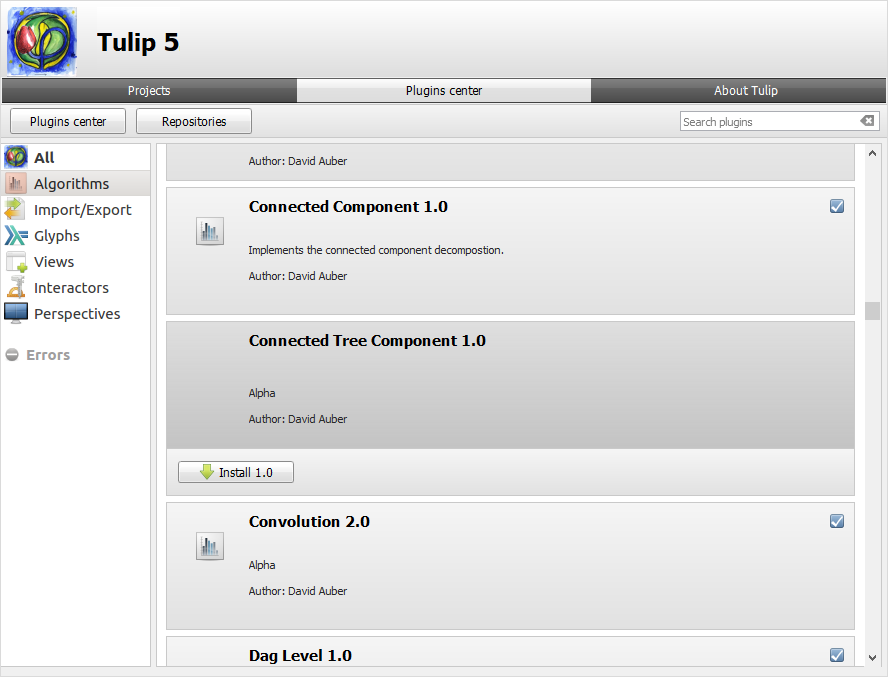 Tulip 5
Projects Plugins center About Tulip
Plugins center Repositories Search plugins
All
Algorithms
Import/Export
Glyphs
Views
Interactors
Perspectives
Errors
Author: David Auber
Connected Component 1.0
Implements the connected component decompostion.
Author: David Auber
Connected Tree Component 1.0
Alpha
Author: David Auber
Install 1.0
Convolution 2.0
Alpha
Author: David Auber
Dag Level 1.0